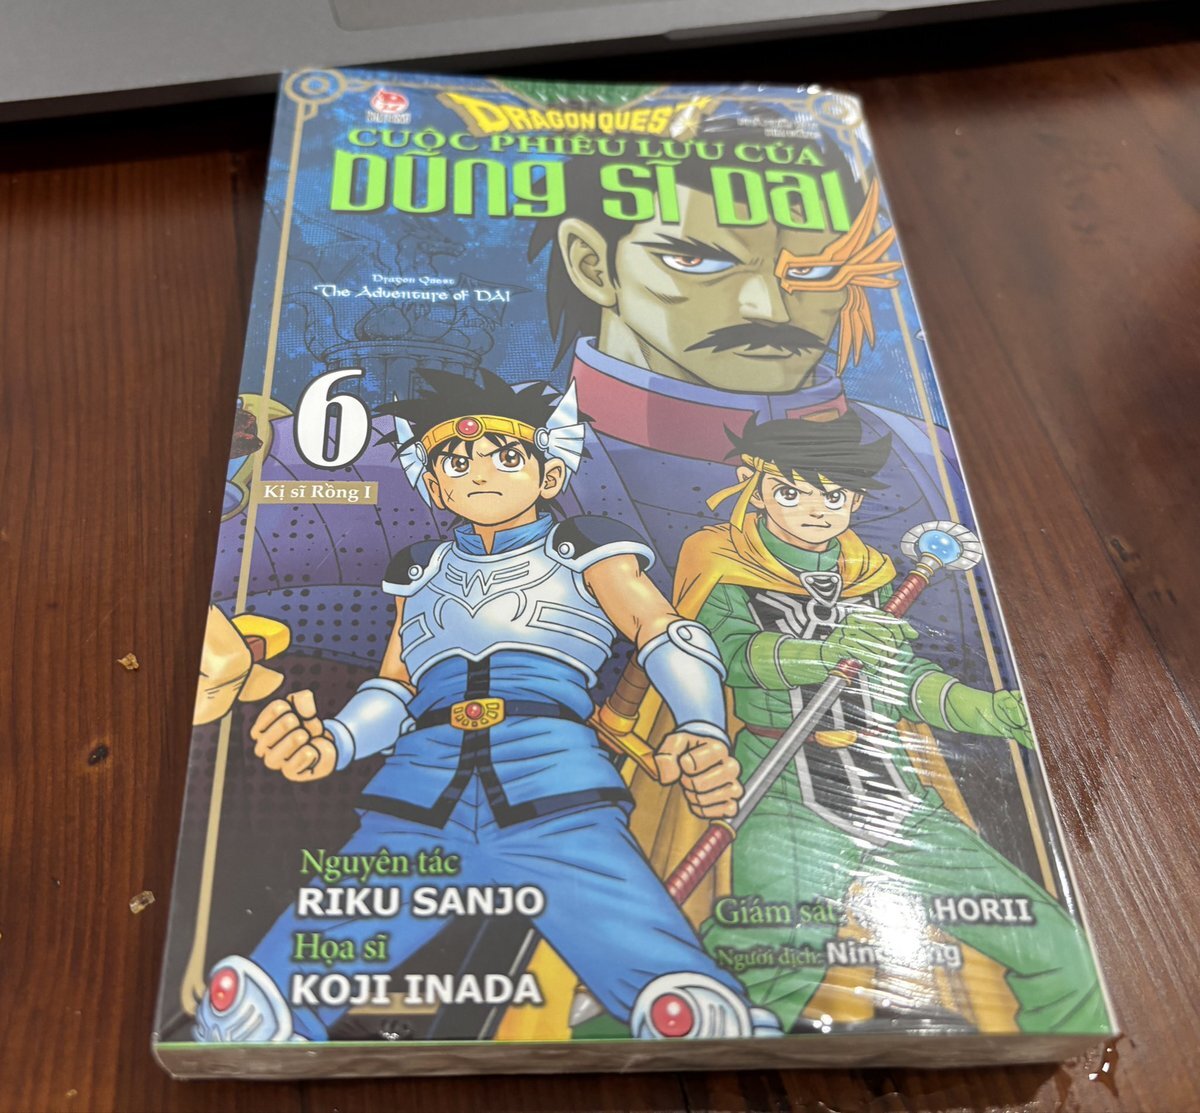 DRAGON QUEST
CUỘC PHIÊU LƯU CỦA
DŨNG SĨ DAI
Dragon Quest
The Adventure of DAI
6
Kị sĩ Rồng I
Nguyên tác
RIKU SANJO
Họa sĩ
KOJI INADA
Giám sát HORII
Người dịch: